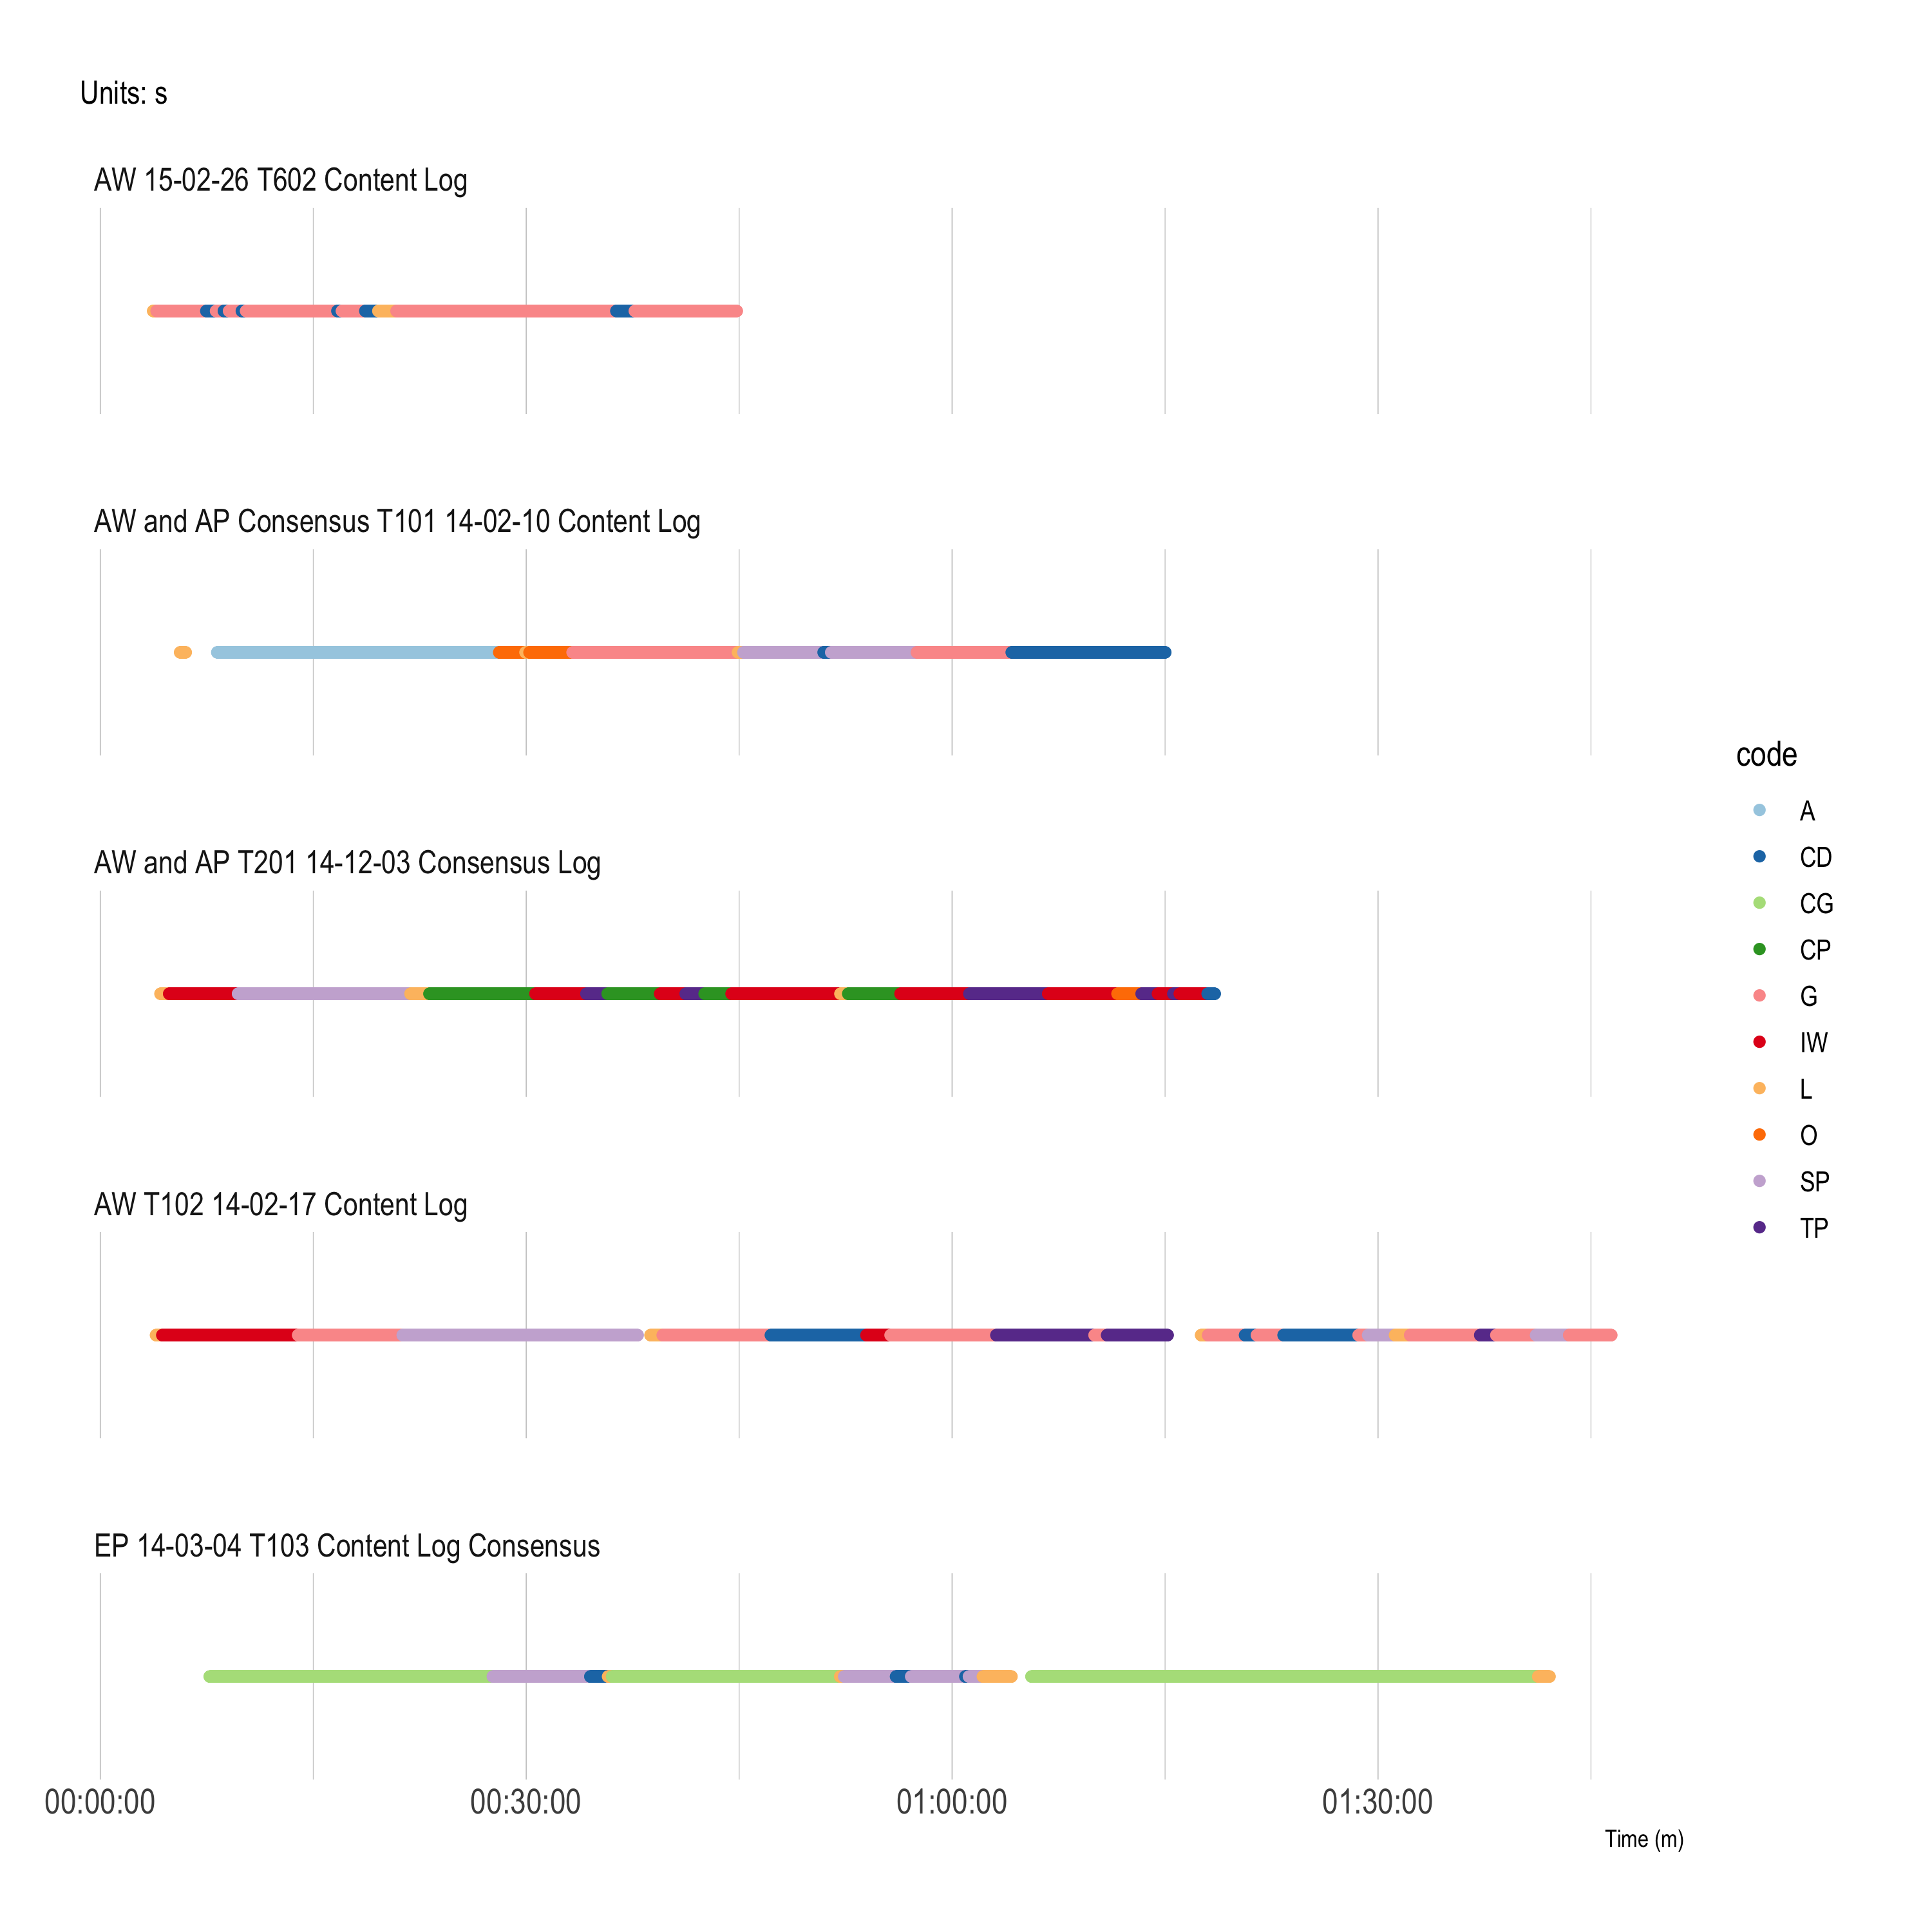 Units: s
AW 15-02-26 T602 Content Log
AW and AP Consensus T101 14-02-10 Content Log
AW and AP T201 14-12-03 Consensus Log
AW T102 14-02-17 Content Log
EP 14-03-04 T103 Content Log Consensus
00:00:00 00:30:00 01:00:00 01:30:00
Time (m)
code
A
CD
CG
CP
G
IW
L
O
SP
TP